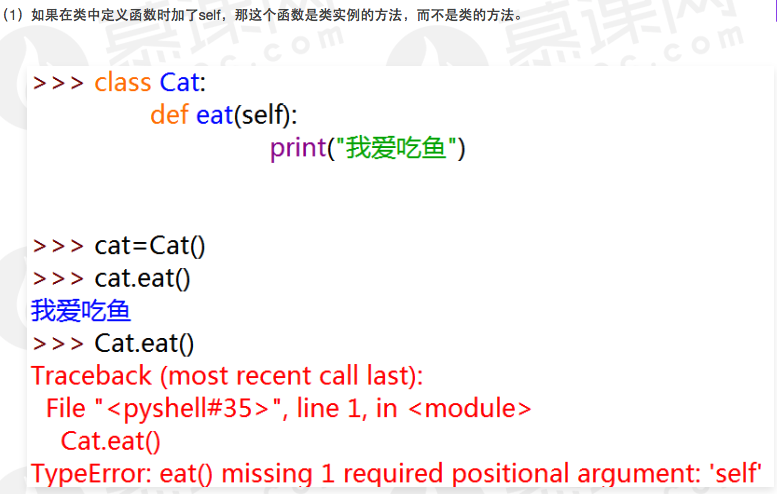 （1）如果在类中定义函数时加了self，那这个函数是类实例的方法，而不是类的方法。
>>> class Cat:
def eat(self):
print("我爱吃鱼")
>>> cat=Cat()
>>> cat.eat()
我爱吃鱼
>>> Cat.eat()
Traceback (most recent call last):
File "<pyshell#35>", line 1, in <module>
Cat.eat()
TypeError: eat() missing 1 required positional argument: 'self'